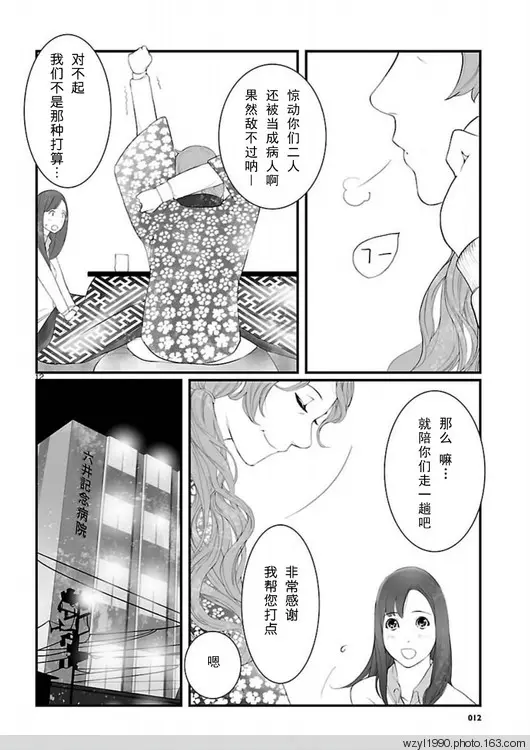 フー
惊动你们二人
还被当成病人啊
果然敌不过呐—
对不起
我们不是那种打算…
12
那么 嘛…
就陪你们走一趟吧
非常感谢
我帮您打点
嗯
六井記念病院
012
wzyl1990.photo.163.com